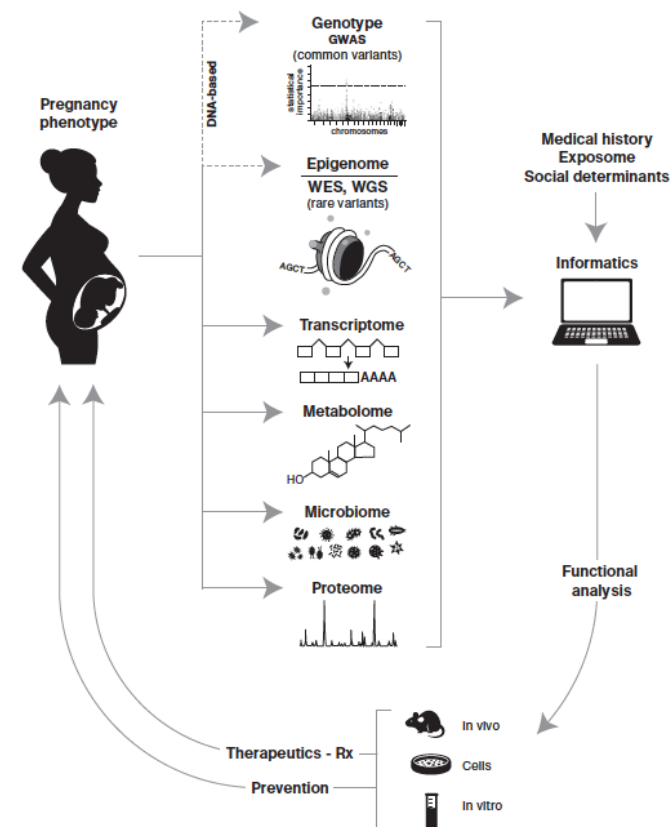 Pregnancy
phenotype
DNA-based
Genotype
GWAS
(common variants)
statistical
importance
chromosomes
Epigenome
WES, WGS
(rare variants)
AGCT
AGCT
Transcriptome
AAAA
Metabolome
HO
Microbiome
Proteome
Medical history
Exposome
Social determinants
Informatics
Functional
analysis
In vivo
Therapeutics - Rx
Cells
Prevention
In vitro